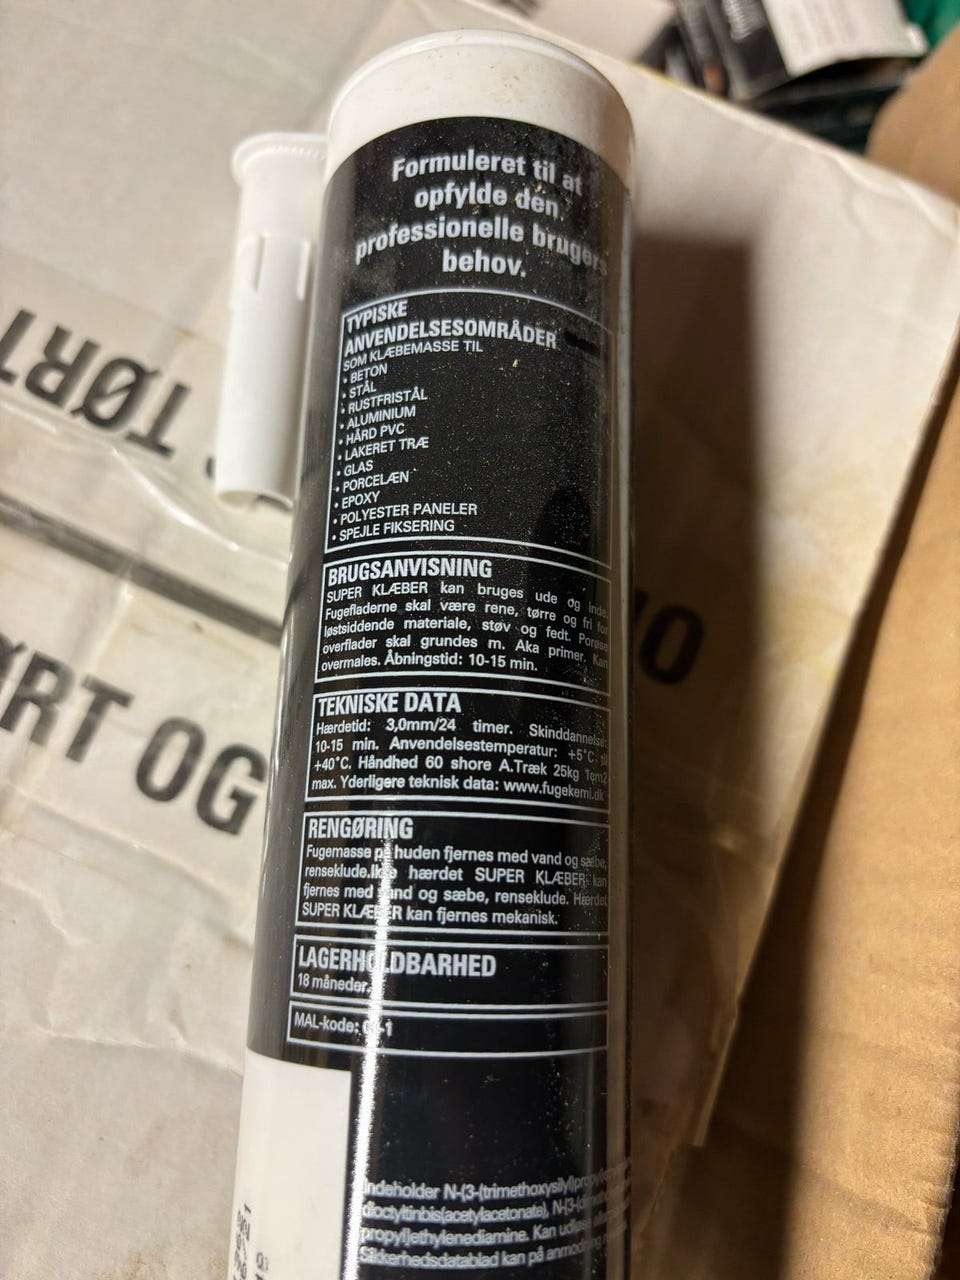 Formuleret til at
opfylde den
professionelle brugers
behov.
TYPISKE
ANVENDELSESOMRÅDER
SOM KLÆBEMASSE TIL
• BETON
• STÅL
• RUSTFRISTÅL
• ALUMINIUM
• HÅRD PVC
• LAKERET TRÆ
• GLAS
• PORCELÆN
• EPOXY
• POLYESTER PANELER
• SPEJLE FIKSERING
BRUGSANVISNING
SUPER KLÆBER kan bruges ude og inde.
Fugefladerne skal være rene, tørre og fri for
løstsiddende materiale, støv og fedt. Porøse
overflader skal grundes m. Aka primer. Kan
overmales. Åbningstid: 10-15 min.
TEKNISKE DATA
Hærdetid: 3,0mm/24 timer. Skinddannelse:
10-15 min. Anvendelsestemperatur: +5°C til
+40°C. Håndhed 60 shore A.Træk 25kg
max. Yderligere teknisk data: www.fugekemi.dk
RENGØRING
Fugemasse på huden fjernes med vand og sæbe,
renseklude.Ikke hærdet SUPER KLÆBER kan
fjernes med vand og sæbe, renseklude. Hærdet
SUPER KLÆBER kan fjernes mekanisk.
LAGERHOLDBARHED
18 måneder.
MAL-kode:
Indeholder N-(3-(trimethoxysilyl)
dioctyltinbis(acetylacetonate),
propyl)ethylenediamine. Kan
Sikkerhedsdatablad kan på
TØRT
TØRT OG